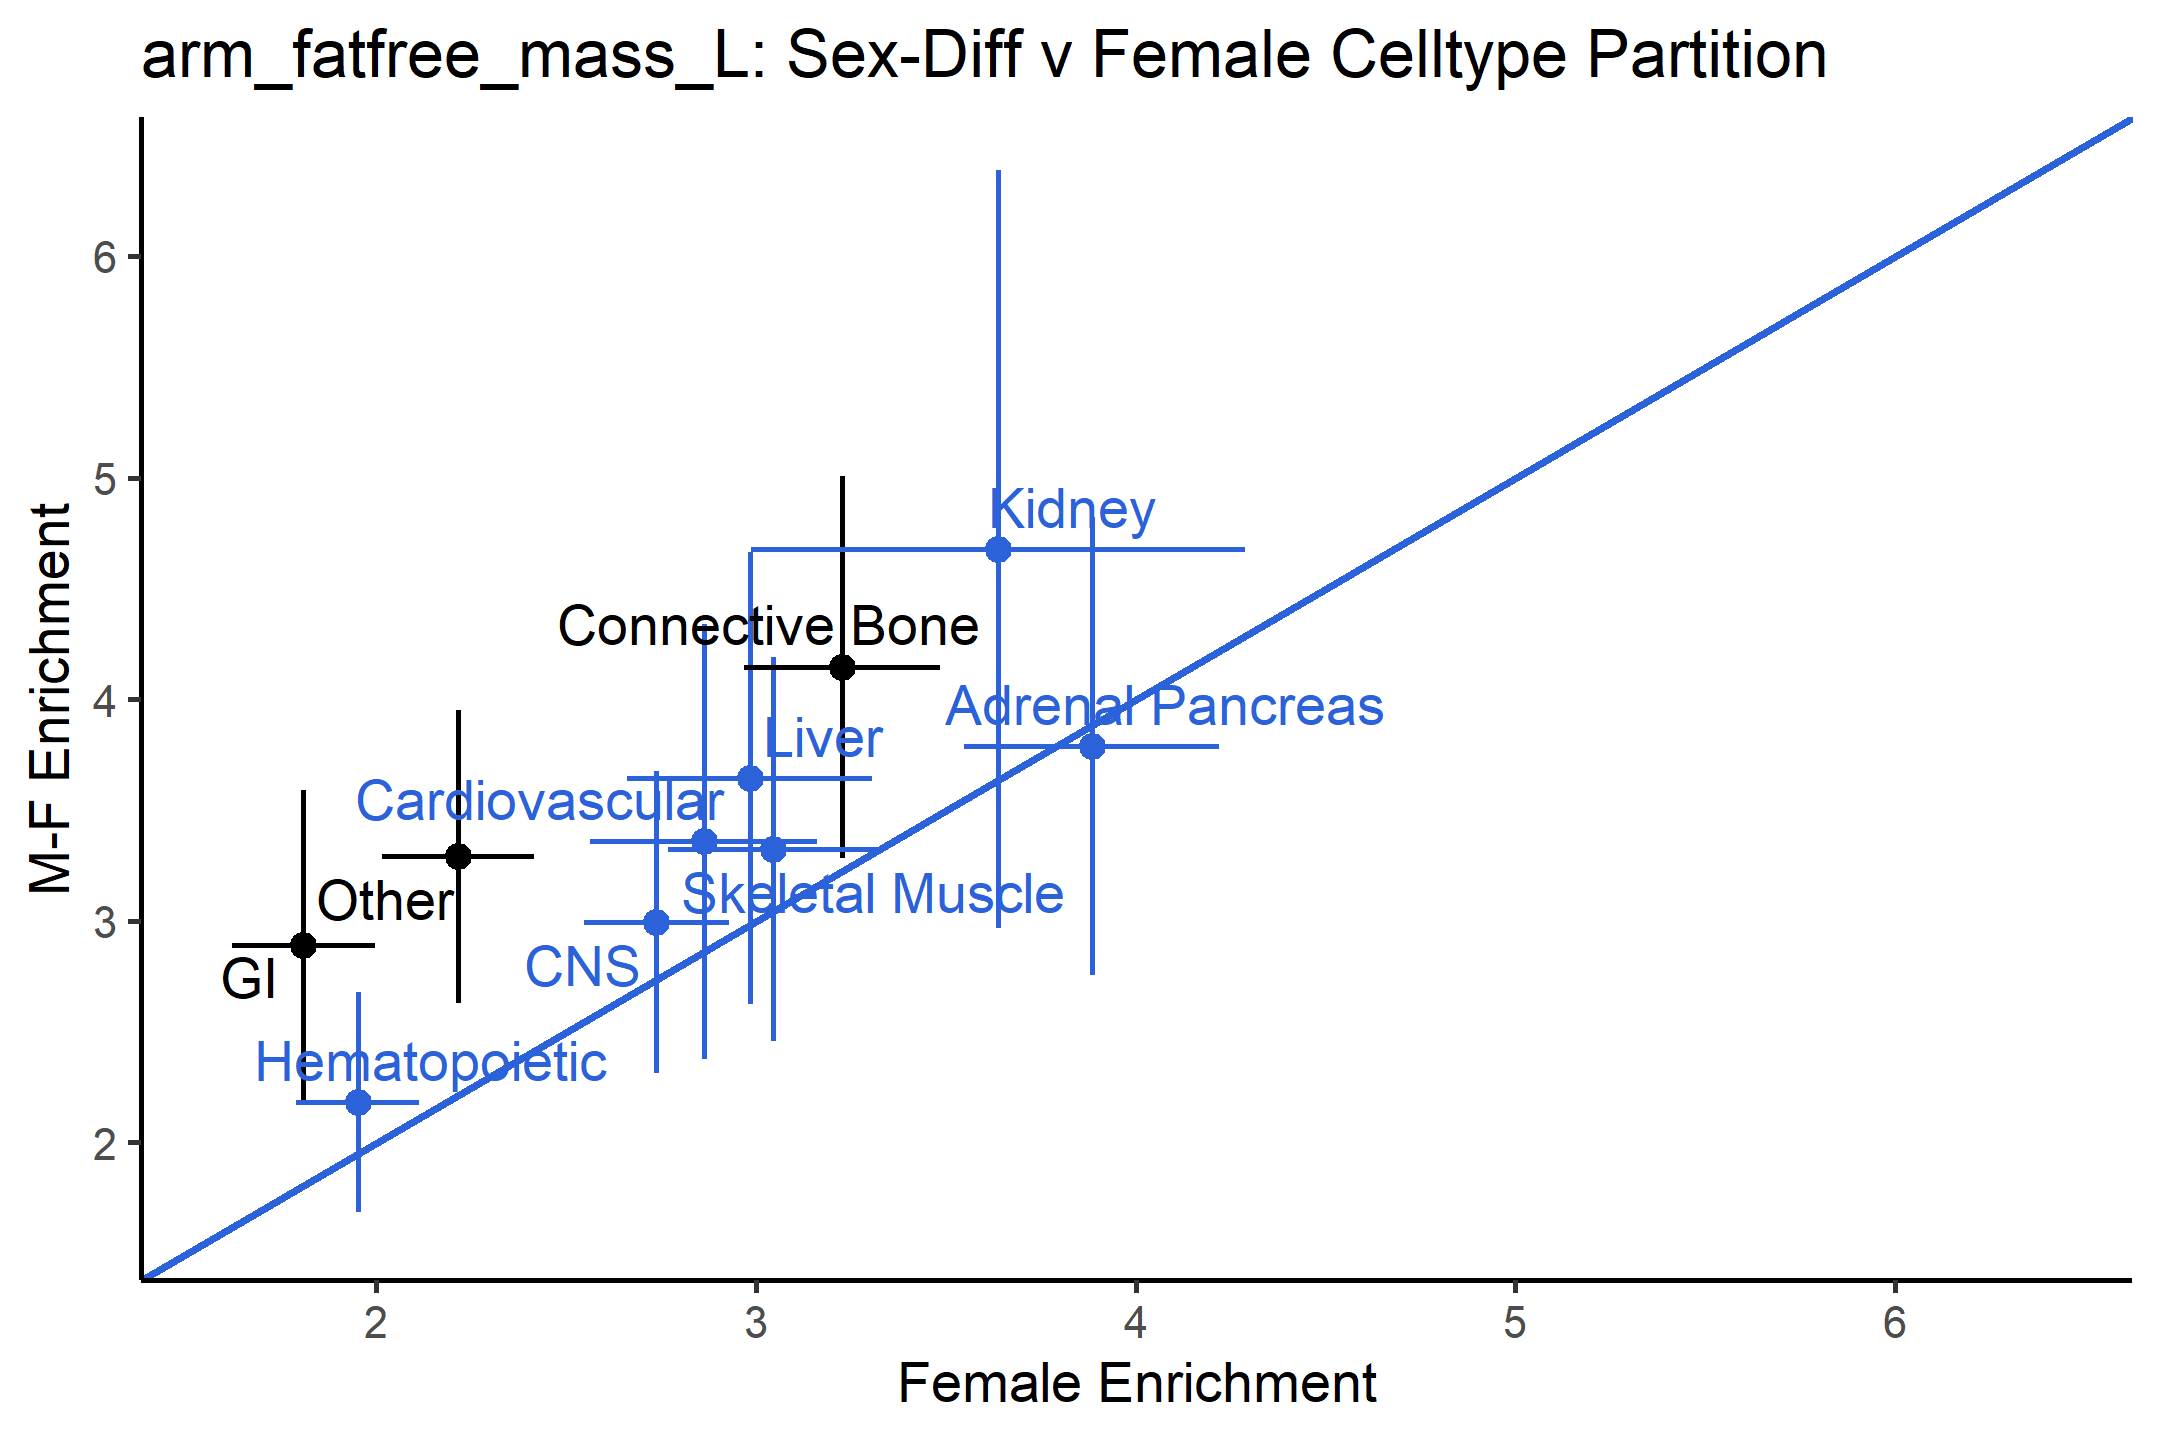 arm_fatfree_mass_L: Sex-Diff v Female Celltype Partition
M-F Enrichment
6
5
4
3
2
Kidney
Connective Bone
Adrenal Pancreas
Liver
Cardiovascular
Skeletal Muscle
Other
CNS
GI
Hematopoietic
2 3 4 5 6
Female Enrichment